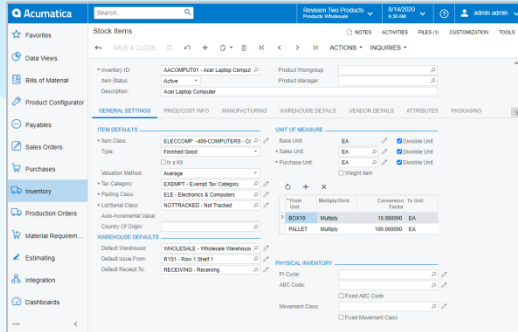 Acumatica
Search...
Revision Two Products
Products Wholesale
9/14/2020
6:36 AM
admin admin
Favorites
Data Views
Bills of Material
Product Configurator
Payables
Sales Orders
Purchases
Inventory
Production Orders
Material Requirem...
Estimating
Integration
Dashboards
Stock Items
NOTES ACTIVITIES FILES (1) CUSTOMIZATION TOOLS
SAVE & CLOSE ACTIONS INQUIRIES
* Inventory ID: AACOMPUT01 - Acer Laptop Comput
Product Workgroup:
Item Status: Active
Product Manager:
Description: Acer Laptop Computer
GENERAL SETTINGS PRICE/COST INFO MANUFACTURING WAREHOUSE DETAILS VENDOR DETAILS ATTRIBUTES PACKAGING
ITEM DEFAULTS
* Item Class: ELECCOMP -400-COMPUTERS - Cc
Type: Finished Good
Is a Kit
Valuation Method: Average
* Tax Category: EXEMPT - Exempt Tax Category
* Posting Class: ELE - Electronics & Computers
* Lot/Serial Class: NOTTRACKED - Not Tracked
Auto-Incremental Value:
Country Of Origin
WAREHOUSE DEFAULTS
Default Warehouse: WHOLESALE - Wholesale Warehouse
Default Issue From: R1S1 - Row 1 Shelf 1
Default Receipt To: RECEIVING - Receiving
UNIT OF MEASURE
* Base Unit: EA Divisible Unit
* Sales Unit: EA Divisible Unit
* Purchase Unit: EA Divisible Unit
Weight Item
* From Unit Multiply/Divid Conversion Factor To Unit
BOX10 Multiply 10.000000 EA
PALLET Multiply 100.000000 EA
PHYSICAL INVENTORY
PI Cycle:
ABC Code:
Fixed ABC Code
Movement Class:
Fixed Movement Class